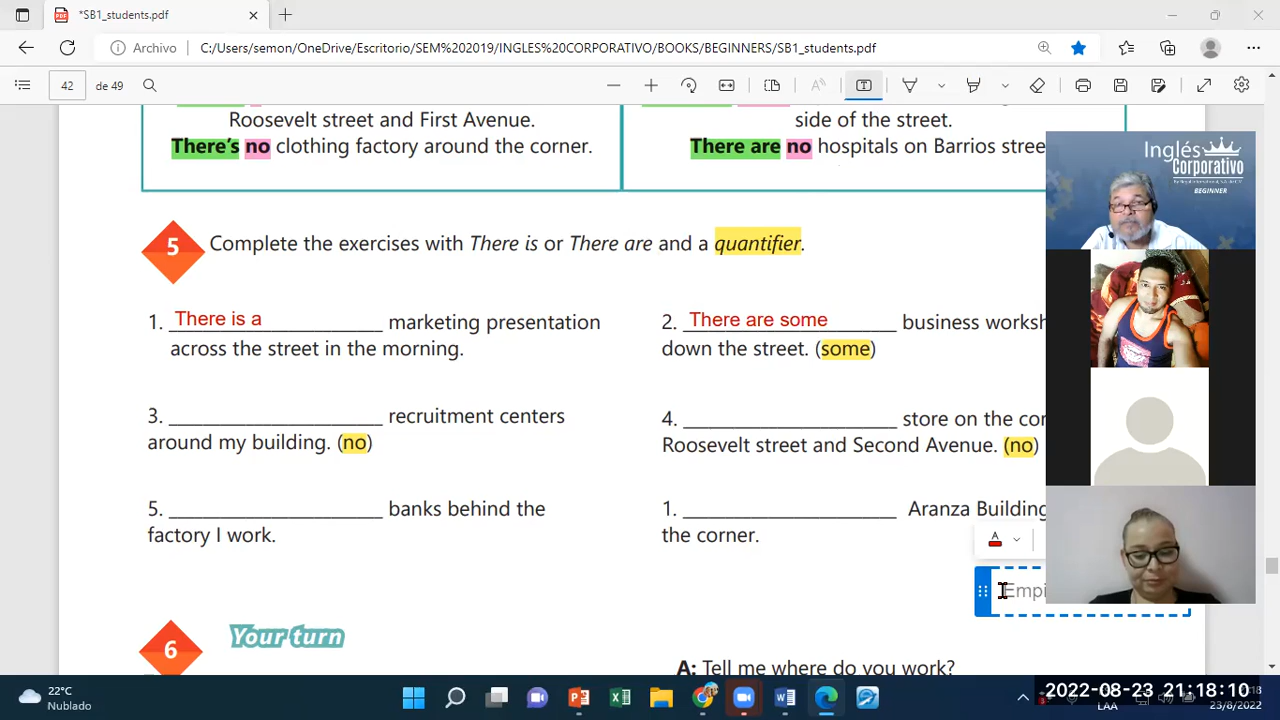 *SB1_students.pdf
Archivo
C:/Users/semon/OneDrive/Escritorio/SEM%202019/INGLES%20CORPORATIVO/BOOKS/BEGINNERS/SB1_students.pdf
42 de 49
Roosevelt street and First Avenue.
There's no clothing factory around the corner.
side of the street.
There are no hospitals on Barrios stree
Inglés
Corporativo
BEGINNER
5 Complete the exercises with There is or There are and a quantifier.
1. There is a marketing presentation
across the street in the morning.
2. There are some business worksh
down the street. (some)
3. ____________________ recruitment centers
around my building. (no)
4. ____________________ store on the cor
Roosevelt street and Second Avenue. (no)
5. ____________________ banks behind the
factory I work.
1. ____________________ Aranza Building
the corner.
A
Empi
6 Your turn
A: Tell me where do you work?
22°C
Nublado
LAA
2022-08-23 21:18:10
23/8/2022